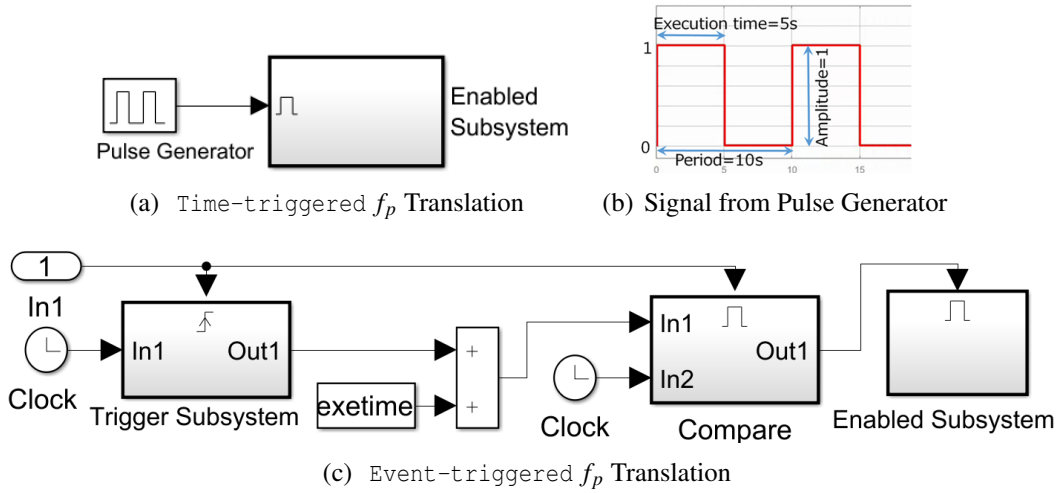 Pulse Generator
Enabled
Subsystem
(a) Time-triggered fp Translation
Execution time=5s
1
Amplitude=1
0
Period=10s
0 5 10 15
(b) Signal from Pulse Generator
1
In1
Clock
In1 Out1
Trigger Subsystem
exetime
+
+
Clock
In1
In2
Out1
Compare
Enabled Subsystem
(c) Event-triggered fp Translation